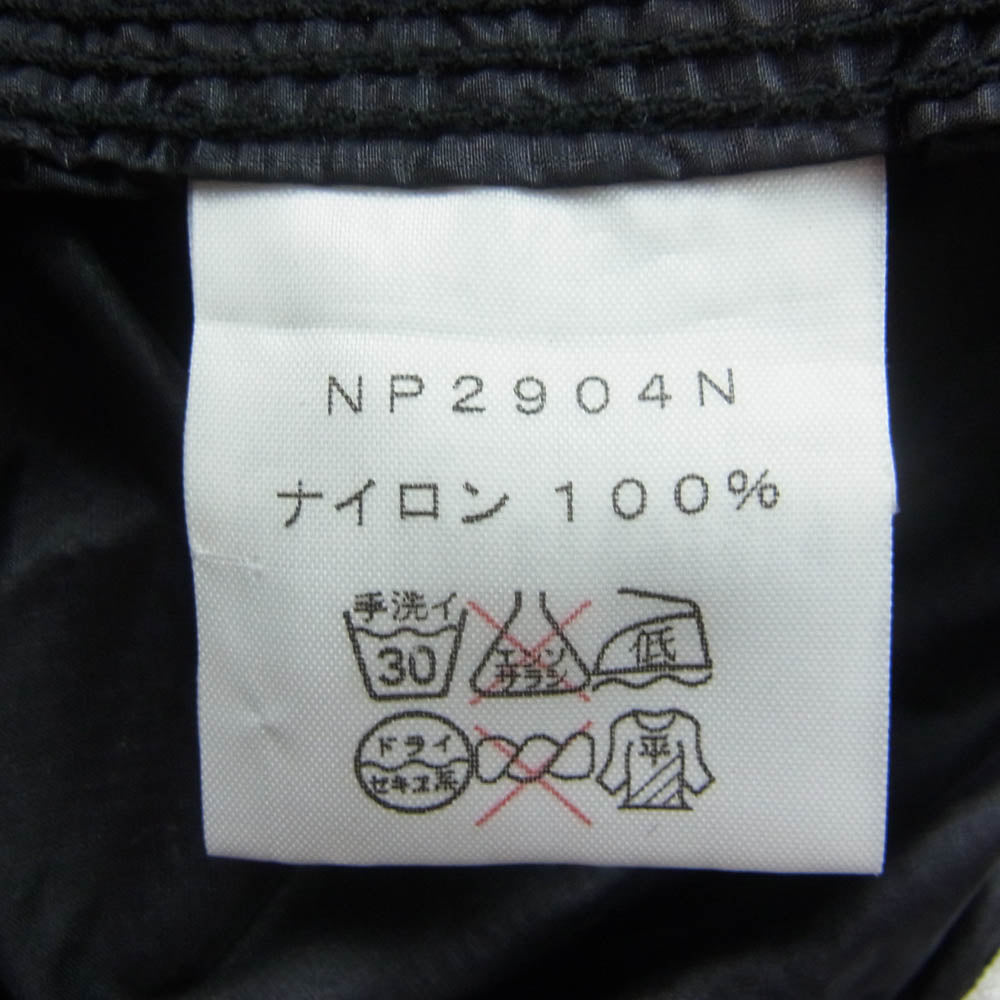 NP2904N
ナイロン 100%
手洗イ
30
エンソ
サラシ
低
ドライ
セキユ系
平